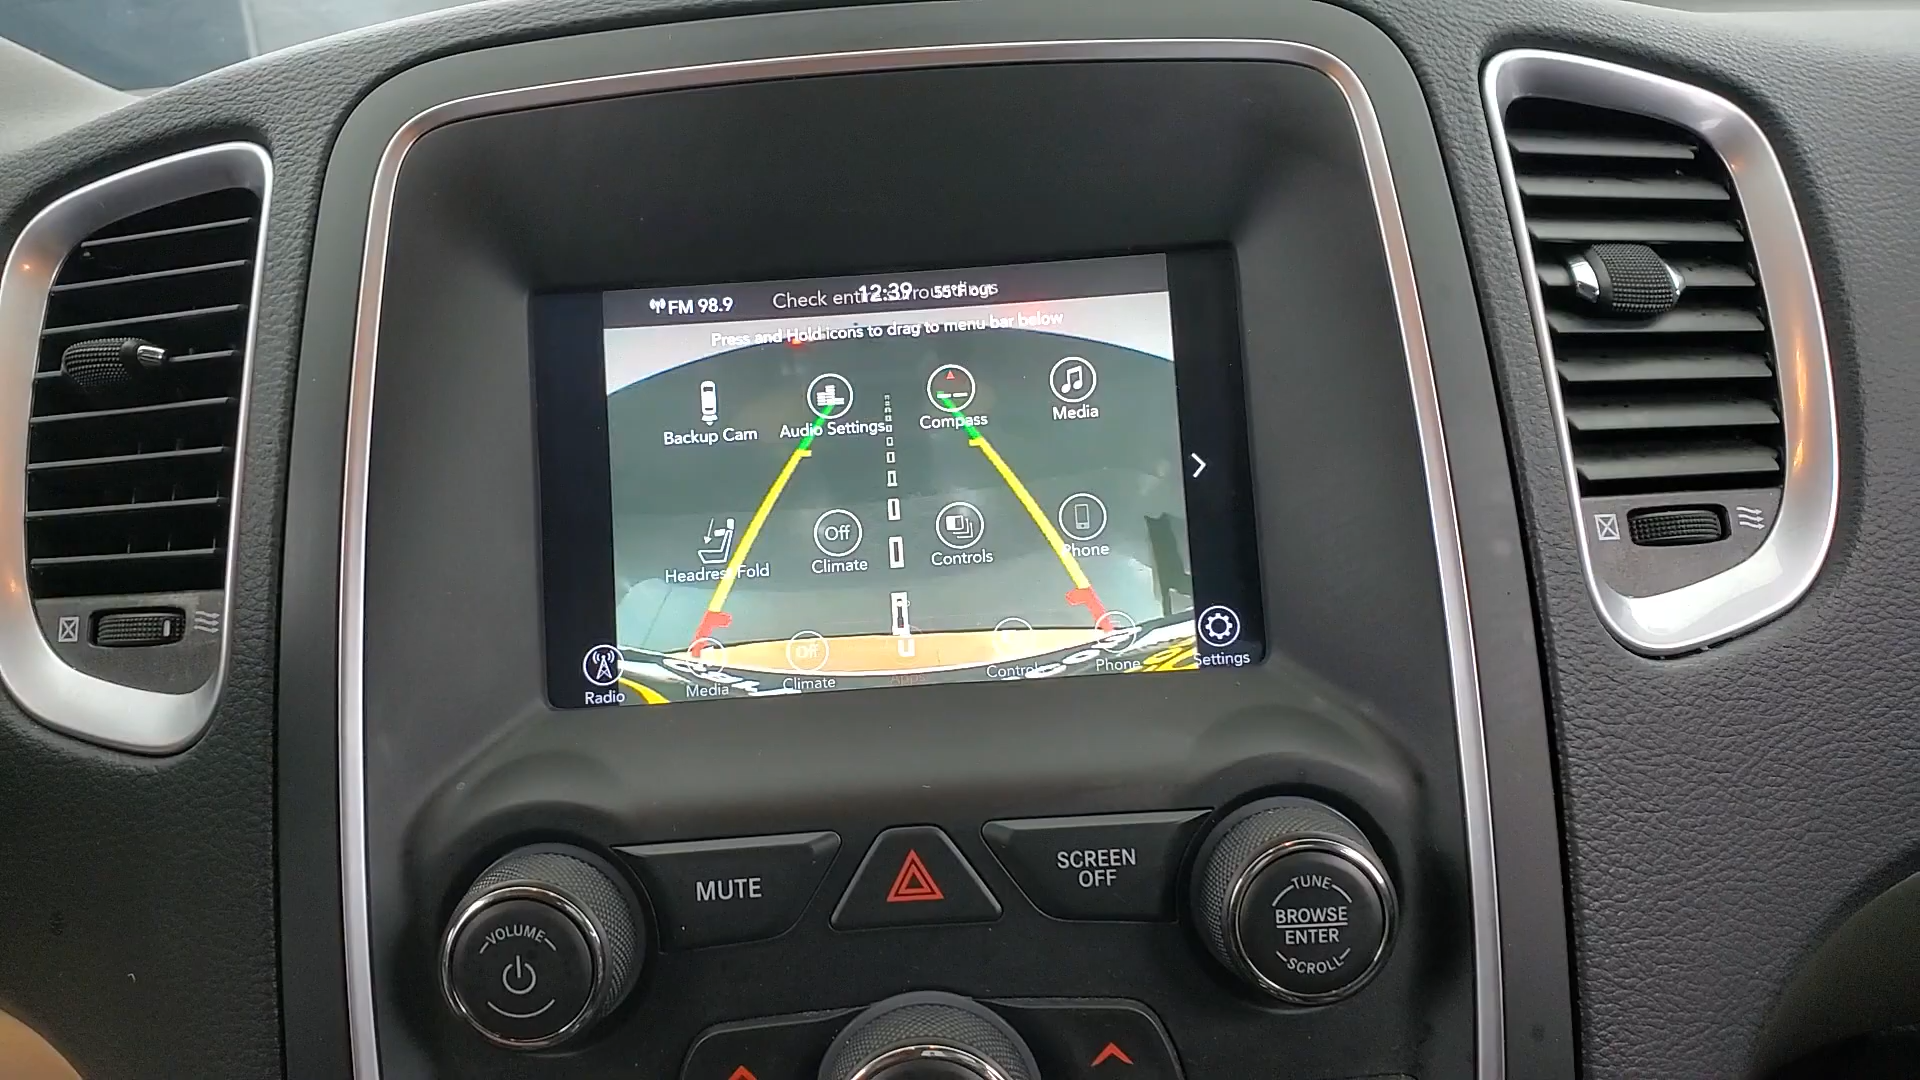 FM 98.9
12:39
55°F out
Check entire surroundings
Press and Hold icons to drag to menu bar below
Backup Cam
Audio Settings
Compass
Media
Headrest Fold
Off
Climate
Controls
Phone
Radio
Media
Off
Climate
Apps
Controls
Phone
Settings
MUTE
SCREEN
OFF
VOLUME
TUNE
BROWSE
ENTER
SCROLL